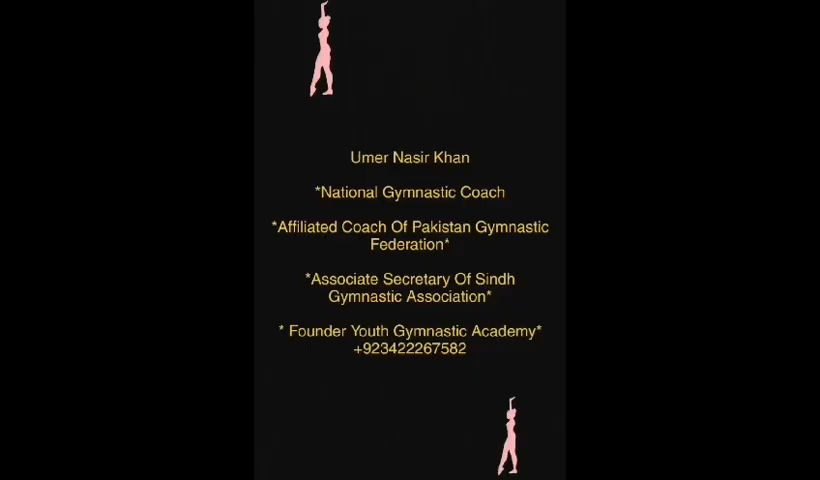 Umer Nasir Khan
*National Gymnastic Coach
*Affiliated Coach Of Pakistan Gymnastic
Federation*
*Associate Secretary Of Sindh
Gymnastic Association*
* Founder Youth Gymnastic Academy*
+923422267582